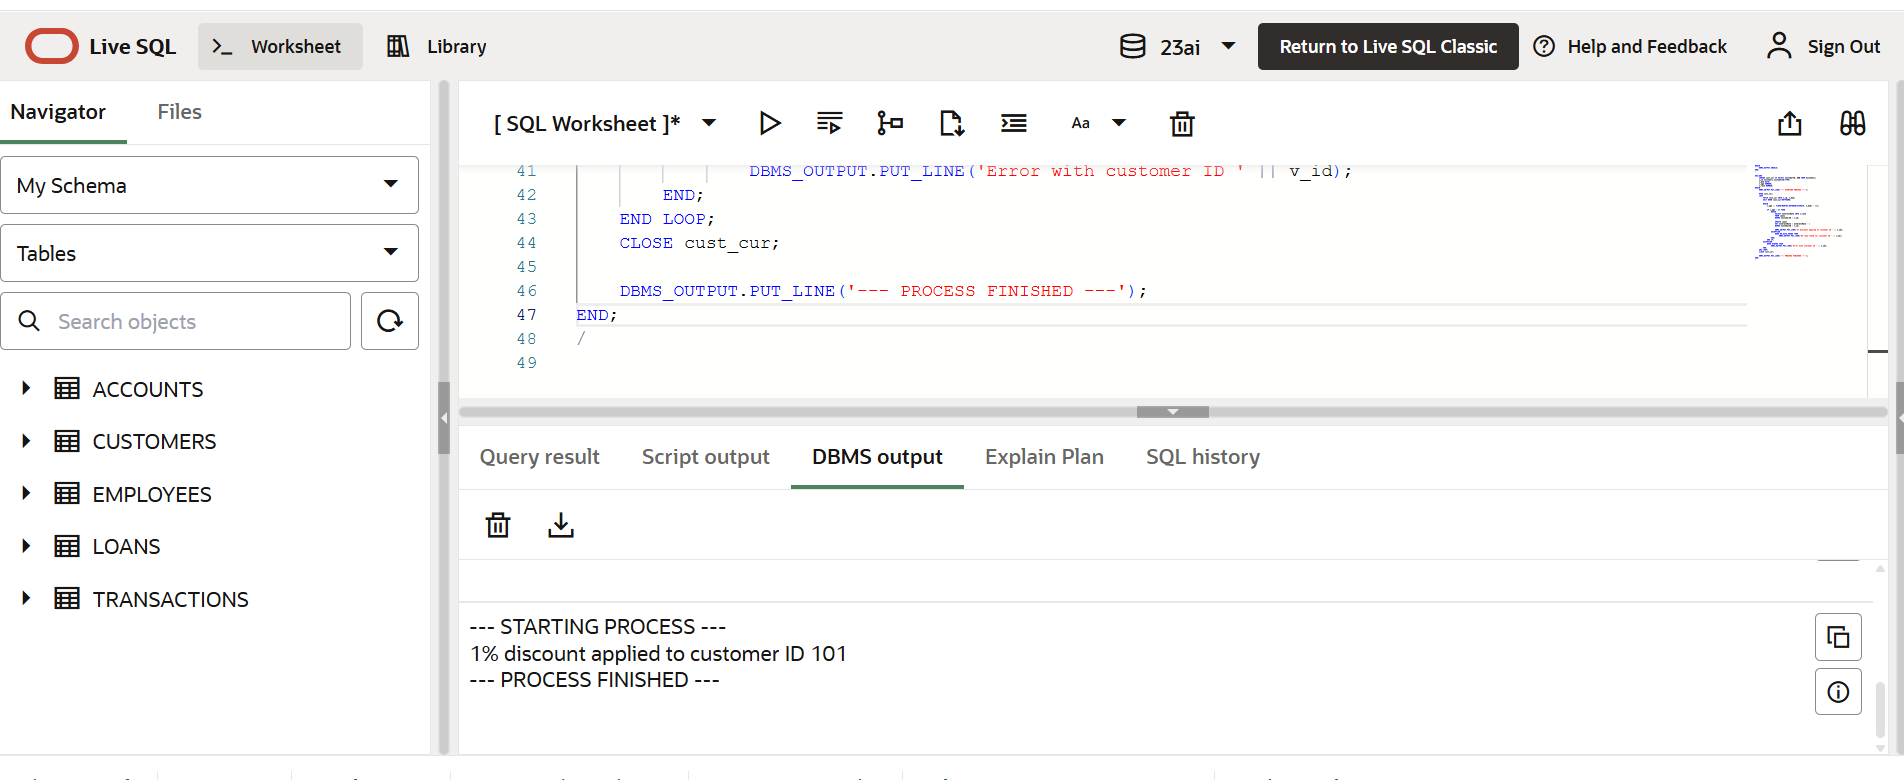 Live SQL
Worksheet
Library
23ai
Return to Live SQL Classic
Help and Feedback
Sign Out
Navigator
Files
My Schema
Tables
Search objects
ACCOUNTS
CUSTOMERS
EMPLOYEES
LOANS
TRANSACTIONS
[ SQL Worksheet ]*
Aa
41 DBMS_OUTPUT.PUT_LINE('Error with customer ID ' || v_id);
42 END;
43 END LOOP;
44 CLOSE cust_cur;
45
46 DBMS_OUTPUT.PUT_LINE('--- PROCESS FINISHED ---');
47 END;
48 /
49
Query result
Script output
DBMS output
Explain Plan
SQL history
--- STARTING PROCESS ---
1% discount applied to customer ID 101
--- PROCESS FINISHED ---